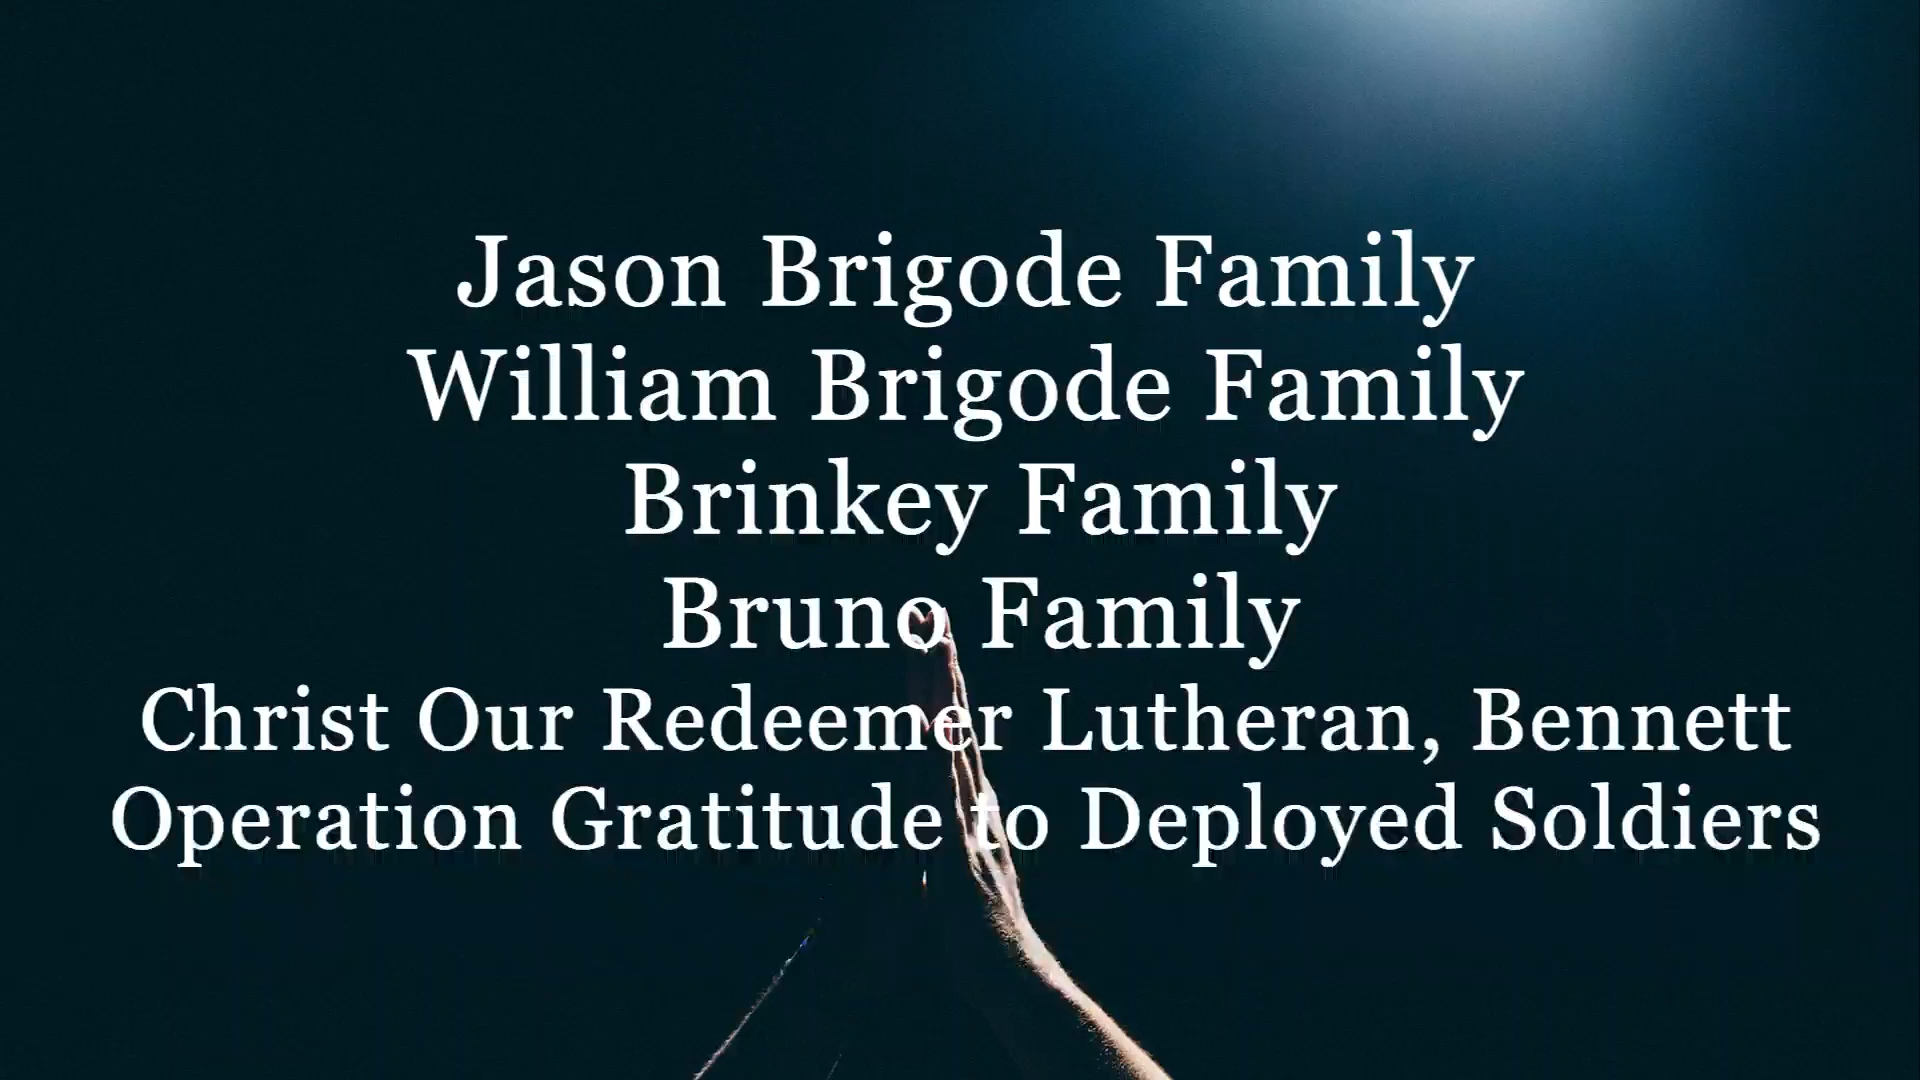 Jason Brigode Family
William Brigode Family
Brinkey Family
Bruno Family
Christ Our Redeemer Lutheran, Bennett
Operation Gratitude to Deployed Soldiers